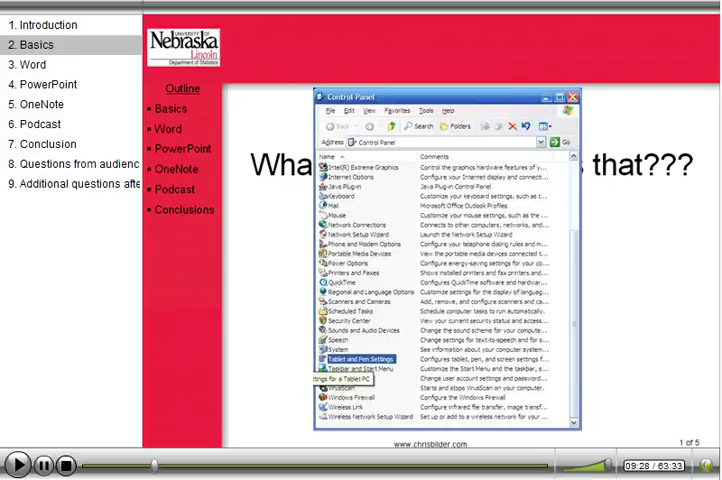 1. Introduction
2. Basics
3. Word
4. PowerPoint
5. OneNote
6. Podcast
7. Conclusion
8. Questions from audienc
9. Additional questions afte
UNIVERSITY OF
Nebraska
Lincoln
Department of Statistics
Outline
Basics
Word
PowerPoint
OneNote
Podcast
Conclusions
Wha
s that???
Control Panel
File Edit View Favorites Tools Help
Back Search Folders
Address Control Panel Go
Name Comments
Intel(R) Extreme Graphics Control the graphics hardware of y...
Internet Options Configure your Internet display and connec...
Java Plug-in Java Plug-in Control Panel
Keyboard Customize your keyboard settings, such as t...
Mail Microsoft Office Outlook Profiles
Mouse Customize your mouse settings, such as the ...
Network Connections Connects to other computers, networks, and...
Network Setup Wizard Launch the Network Setup Wizard
Phone and Modem Options Configure your telephone dialing rules and m...
Portable Media Devices View the portable media devices connected t...
Power Options Configure energy-saving settings for your co...
Printers and Faxes Shows installed printers and fax printers and...
QuickTime Configures QuickTime software and hardwar...
Regional and Language Options Customize settings for the display of languag...
Scanners and Cameras Add, remove, and configure scanners and ca...
Scheduled Tasks Schedule computer tasks to run automatically.
Security Center View your current security status and access...
Sounds and Audio Devices Change the sound scheme for your compute...
Speech Change settings for text-to-speech and for s...
System See information about your computer system...
Tablet and Pen Settings Configures tablet, pen, and screen settings f...
Taskbar and Start Menu Customize the Start Menu and the taskbar, s...
ttings for a Tablet PC Change user account settings and password...
Starts and stops VirusScan on your comput...
Windows Firewall Configure the Windows Firewall
Wireless Link Configure infrared file transfer, image transf...
Wireless Network Setup Wizard Set up or add to a wireless network for your...
www.chrisbilder.com
1 of 5
09:28 / 63:33